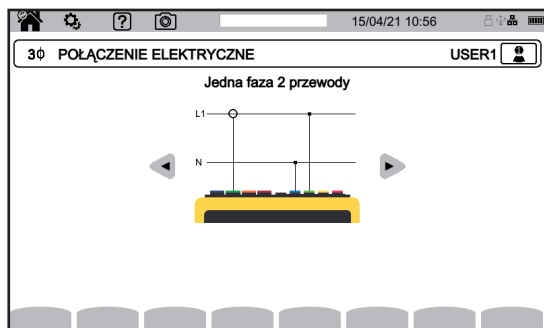 ?
15/04/21 10:56
3ϕ POŁĄCZENIE ELEKTRYCZNE USER1
Jedna faza 2 przewody
L1
N